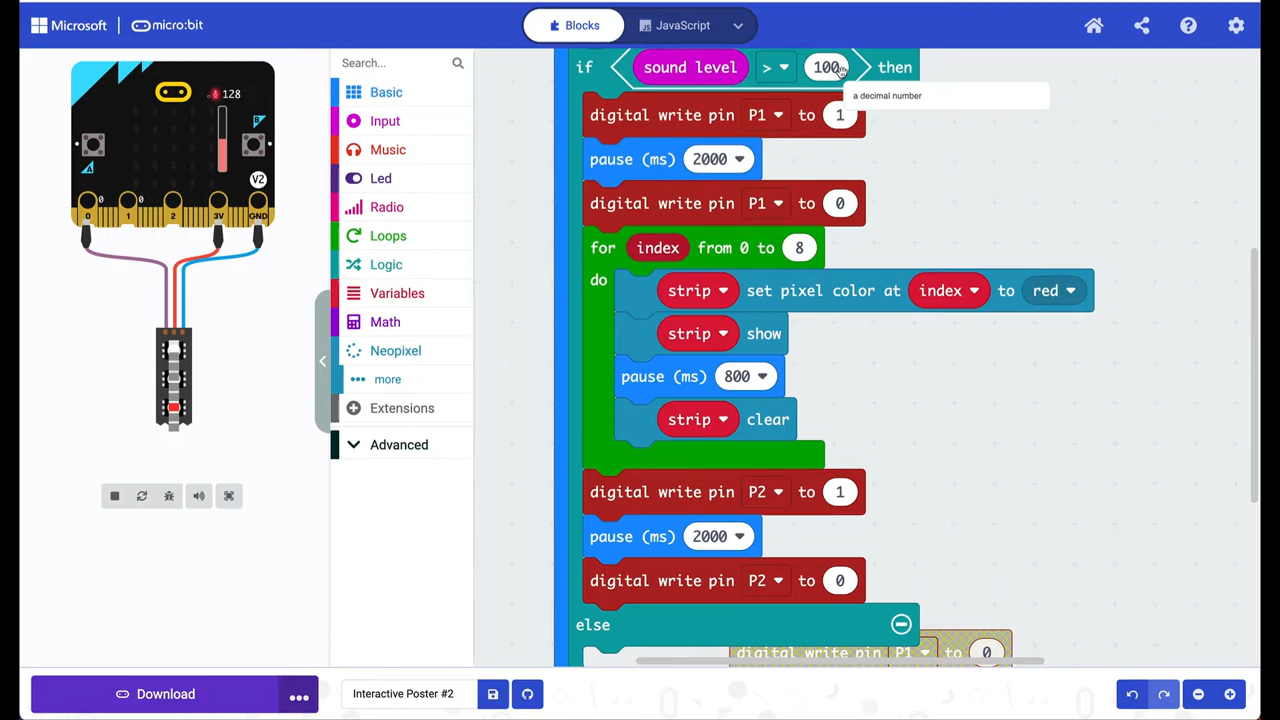 Microsoft
micro:bit
Blocks
JavaScript
128
B
A
V2
0
0
0 1 2 3V GND
Search...
Basic
Input
Music
Led
Radio
Loops
Logic
Variables
Math
Neopixel
more
Extensions
Advanced
if sound level > 100 then
a decimal number
digital write pin P1 to 1
pause (ms) 2000
digital write pin P1 to 0
for index from 0 to 8
do
strip set pixel color at index to red
strip show
pause (ms) 800
strip clear
digital write pin P2 to 1
pause (ms) 2000
digital write pin P2 to 0
else
digital write pin P1 to 0
Download
Interactive Poster #2